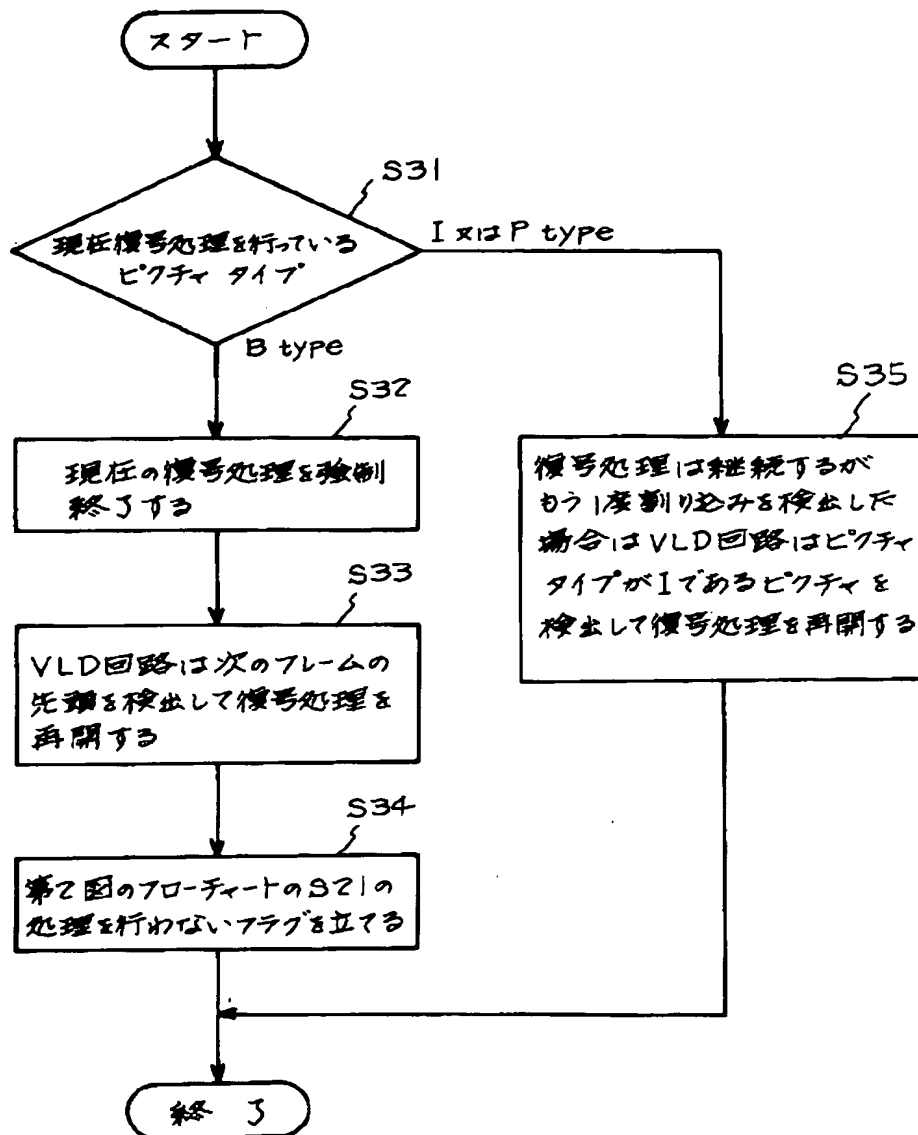 スタート
S31
現在復号処理を行っている
ピクチャ タイプ
I 又は P type
B type
S32
現在の復号処理を強制
終了する
S33
VLD回路は次のフレームの
先頭を検出して復号処理を
再開する
S34
第2図のフローチャートのS21の
処理を行わないフラグを立てる
S35
復号処理は継続するが
もう1度割り込みを検出した
場合はVLD回路はピクチャ
タイプがIであるピクチャを
検出して復号処理を再開する
終了